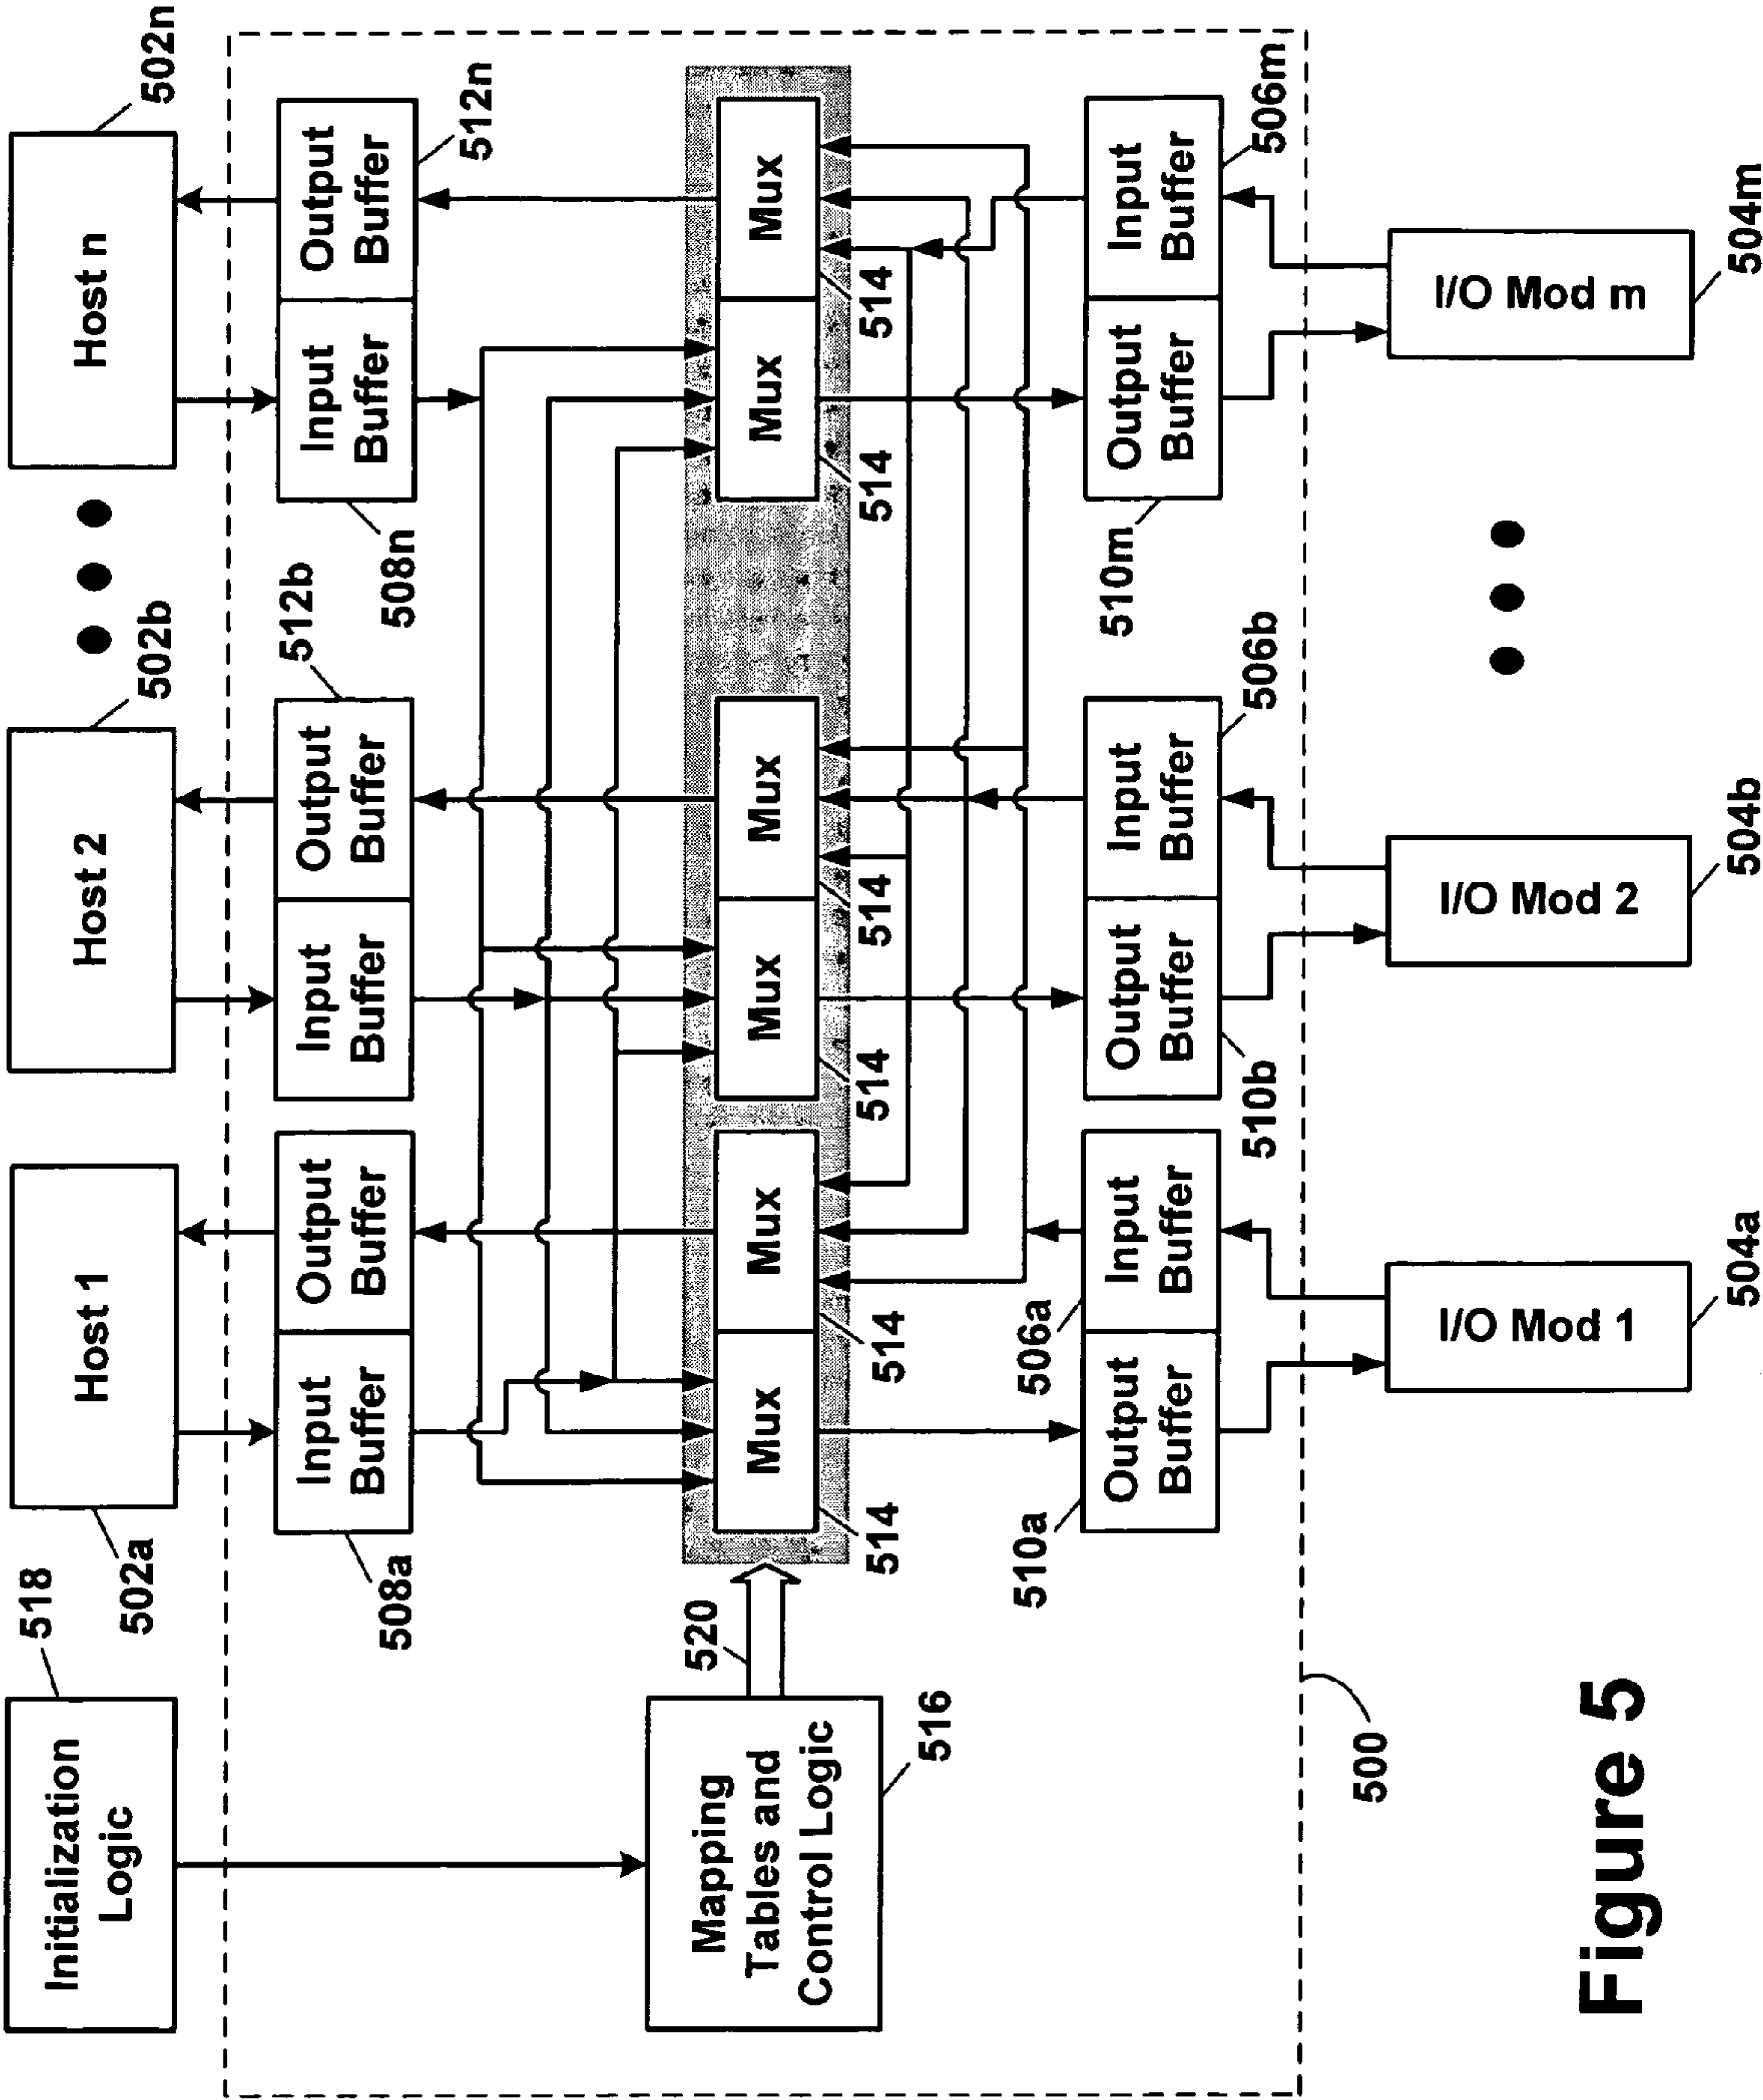 Initialization
Logic
518
Host 1
502a
Host 2
502b
Host n
502n
Input
Buffer
508a
Output
Buffer
Input
Buffer
Output
Buffer
512b
Input
Buffer
508n
Output
Buffer
512n
Mapping
Tables and
Control Logic
516
520
Mux
514
Mux
514
Mux
514
Mux
514
Mux
514
Mux
514
Output
Buffer
510a
Input
Buffer
506a
Output
Buffer
510b
Input
Buffer
506b
Output
Buffer
510m
Input
Buffer
506m
500
I/O Mod 1
504a
I/O Mod 2
504b
I/O Mod m
504m
Figure 5